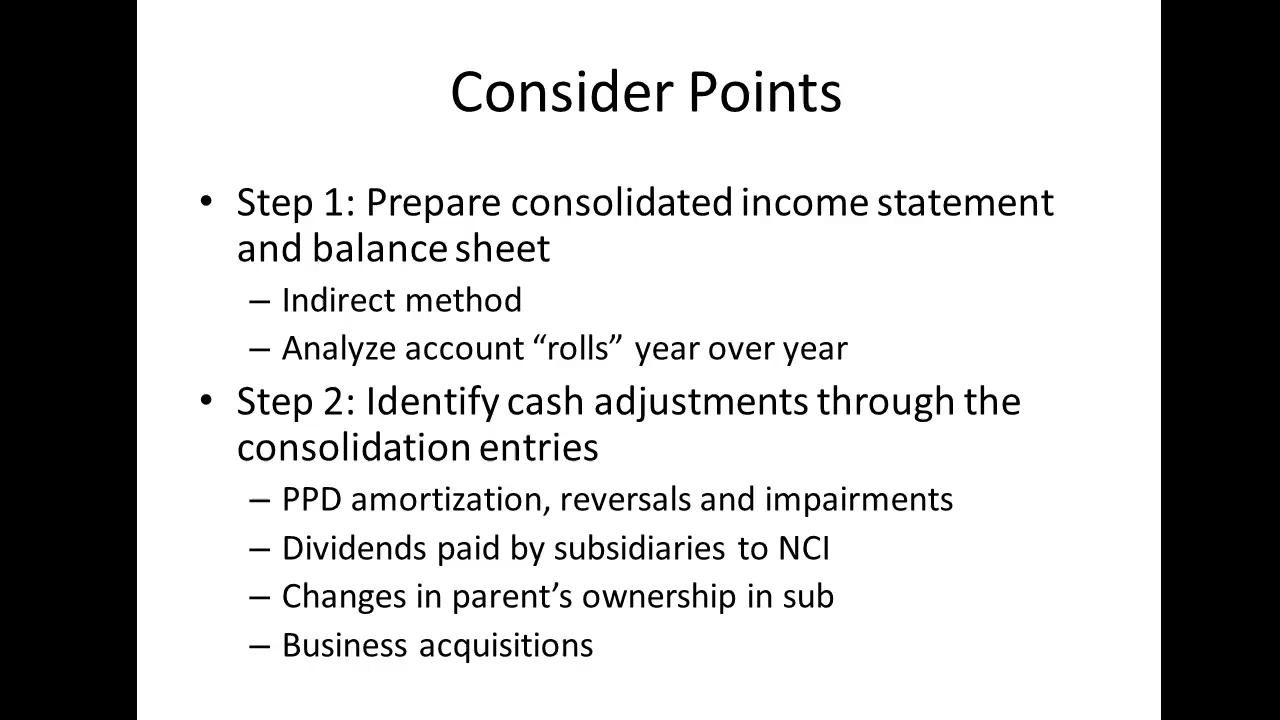 Consider Points
• Step 1: Prepare consolidated income statement
and balance sheet
– Indirect method
– Analyze account “rolls” year over year
• Step 2: Identify cash adjustments through the
consolidation entries
– PPD amortization, reversals and impairments
– Dividends paid by subsidiaries to NCI
– Changes in parent’s ownership in sub
– Business acquisitions